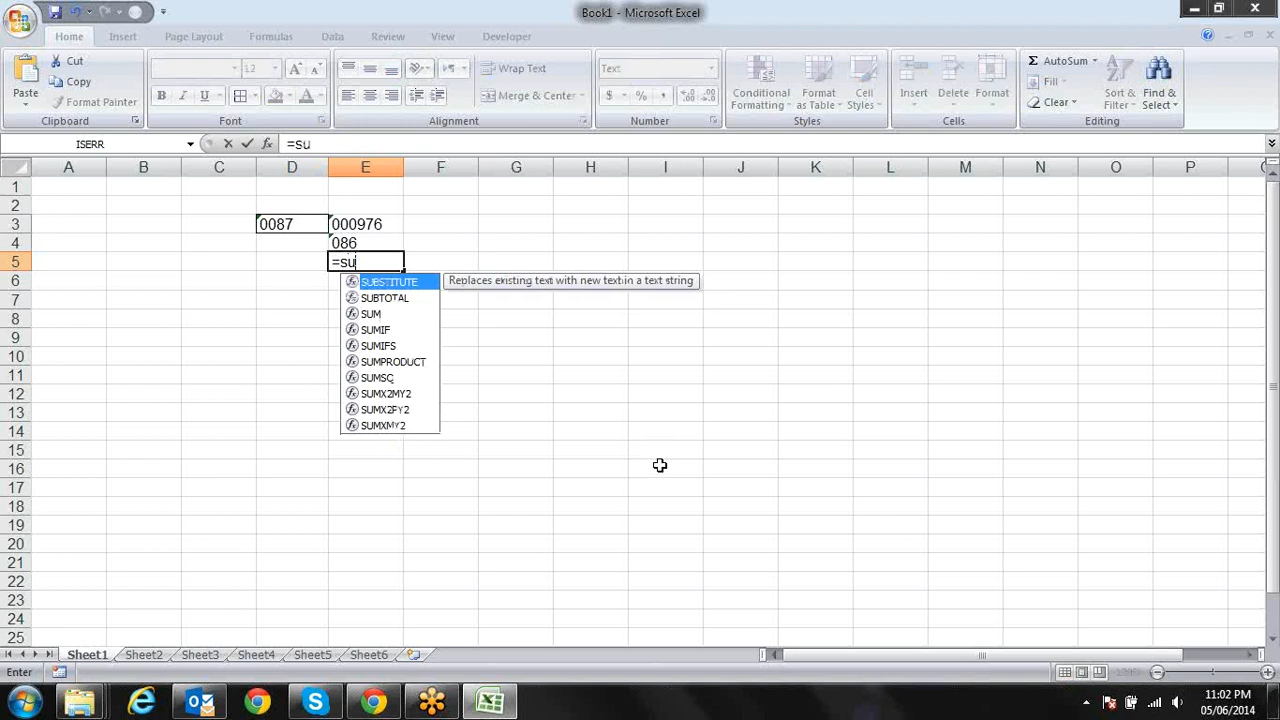 Book1 - Microsoft Excel
Home Insert Page Layout Formulas Data Review View Developer
Paste
Cut
Copy
Format Painter
Clipboard
12
A A
B I U
A
Font
Wrap Text
Merge & Center
Alignment
Text
$ % ,
Number
Conditional
Formatting
Format
as Table
Cell
Styles
Styles
Insert Delete Format
Cells
Σ AutoSum
Fill
Clear
Sort &
Filter
Find &
Select
Editing
ISERR fx =su
A B C D E F G H I J K L M N O P
1
2
3 0087 000976
4 086
5 =su
6
7
8
9
10
11
12
13
14
15
16
17
18
19
20
21
22
23
24
25
SUBSTITUTE Replaces existing text with new text in a text string
SUBTOTAL
SUM
SUMIF
SUMIFS
SUMPRODUCT
SUMSQ
SUMX2MY2
SUMX2PY2
SUMXMY2
Sheet1 Sheet2 Sheet3 Sheet4 Sheet5 Sheet6
Enter
11:02 PM
05/06/2014